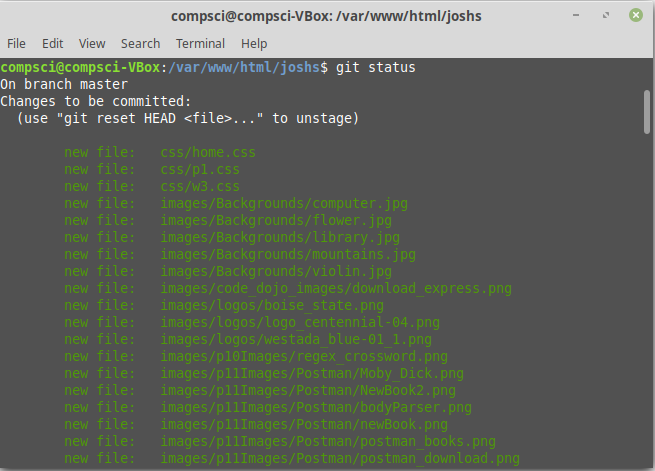 compsci@compsci-VBox: /var/www/html/joshs
File Edit View Search Terminal Help
compsci@compsci-VBox:/var/www/html/joshs$ git status
On branch master
Changes to be committed:
  (use "git reset HEAD <file>..." to unstage)
        new file:   css/home.css
        new file:   css/p1.css
        new file:   css/w3.css
        new file:   images/Backgrounds/computer.jpg
        new file:   images/Backgrounds/flower.jpg
        new file:   images/Backgrounds/library.jpg
        new file:   images/Backgrounds/mountains.jpg
        new file:   images/Backgrounds/violin.jpg
        new file:   images/code_dojo_images/download_express.png
        new file:   images/logos/boise_state.png
        new file:   images/logos/logo_centennial-04.png
        new file:   images/logos/westada_blue-01_1.png
        new file:   images/p10Images/regex_crossword.png
        new file:   images/p11Images/Postman/Moby_Dick.png
        new file:   images/p11Images/Postman/NewBook2.png
        new file:   images/p11Images/Postman/bodyParser.png
        new file:   images/p11Images/Postman/newBook.png
        new file:   images/p11Images/Postman/postman_books.png
        new file:   images/p11Images/Postman/postman_download.png